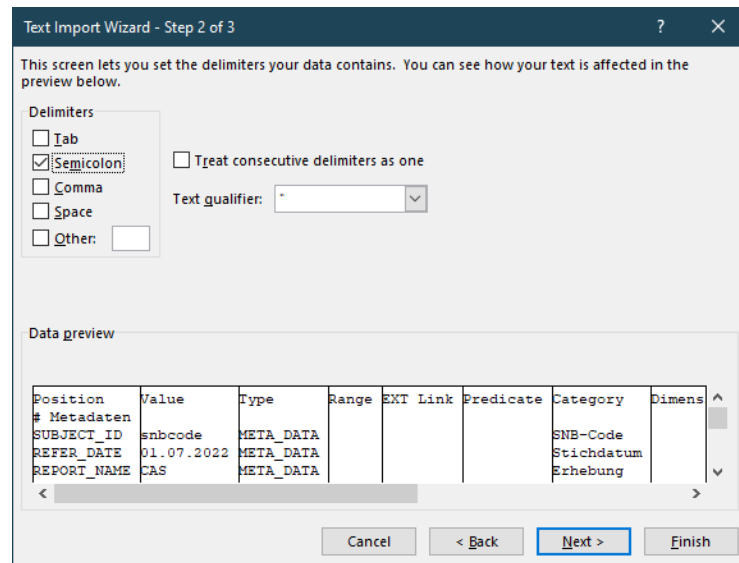 Text Import Wizard - Step 2 of 3 ? ✕
This screen lets you set the delimiters your data contains. You can see how your text is affected in the
preview below.
Delimiters
Tab
Semicolon
Comma
Space
Other:
Treat consecutive delimiters as one
Text qualifier: "
Data preview
Position Value Type Range EXT Link Predicate Category Dimens
# Metadaten
SUBJECT_ID snbcode META_DATA SNB-Code
REFER_DATE 01.07.2022 META_DATA Stichdatum
REPORT_NAME CAS META_DATA Erhebung
Cancel < Back Next > Finish